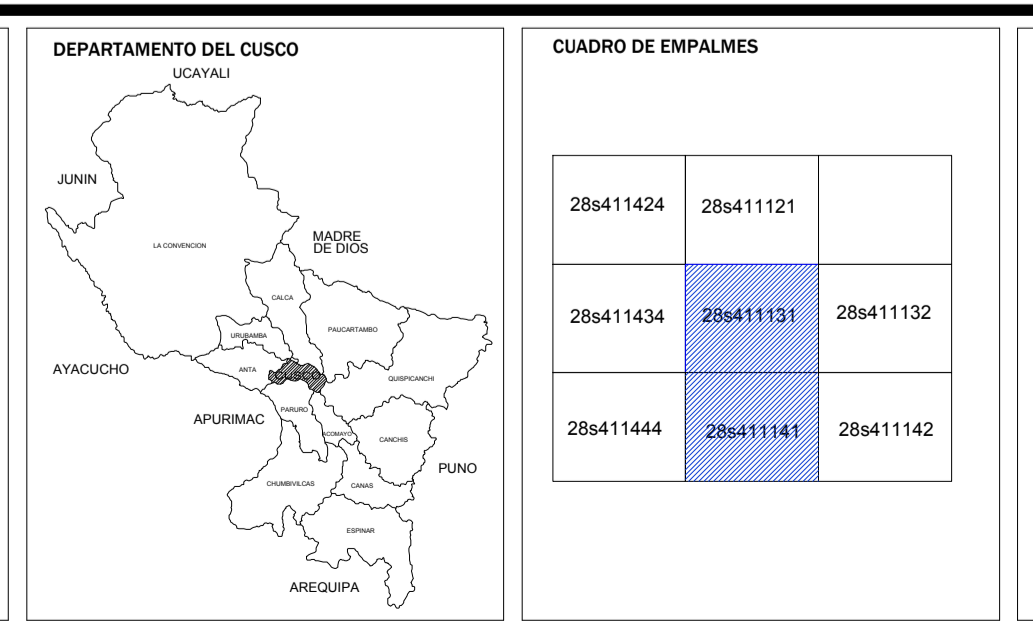 DEPARTAMENTO DEL CUSCO
UCAYALI
JUNIN
LA CONVENCION
MADRE
DE DIOS
CALCA
PAUCARTAMBO
URUBAMBA
AYACUCHO
ANTA
CUSCO
QUISPICANCHI
APURIMAC
PARURO
ACOMAYO
CANCHIS
PUNO
CHUMBIVILCAS
CANAS
ESPINAR
AREQUIPA
CUADRO DE EMPALMES
28s411424 28s411121
28s411434 28s411131 28s411132
28s411444 28s411141 28s411142